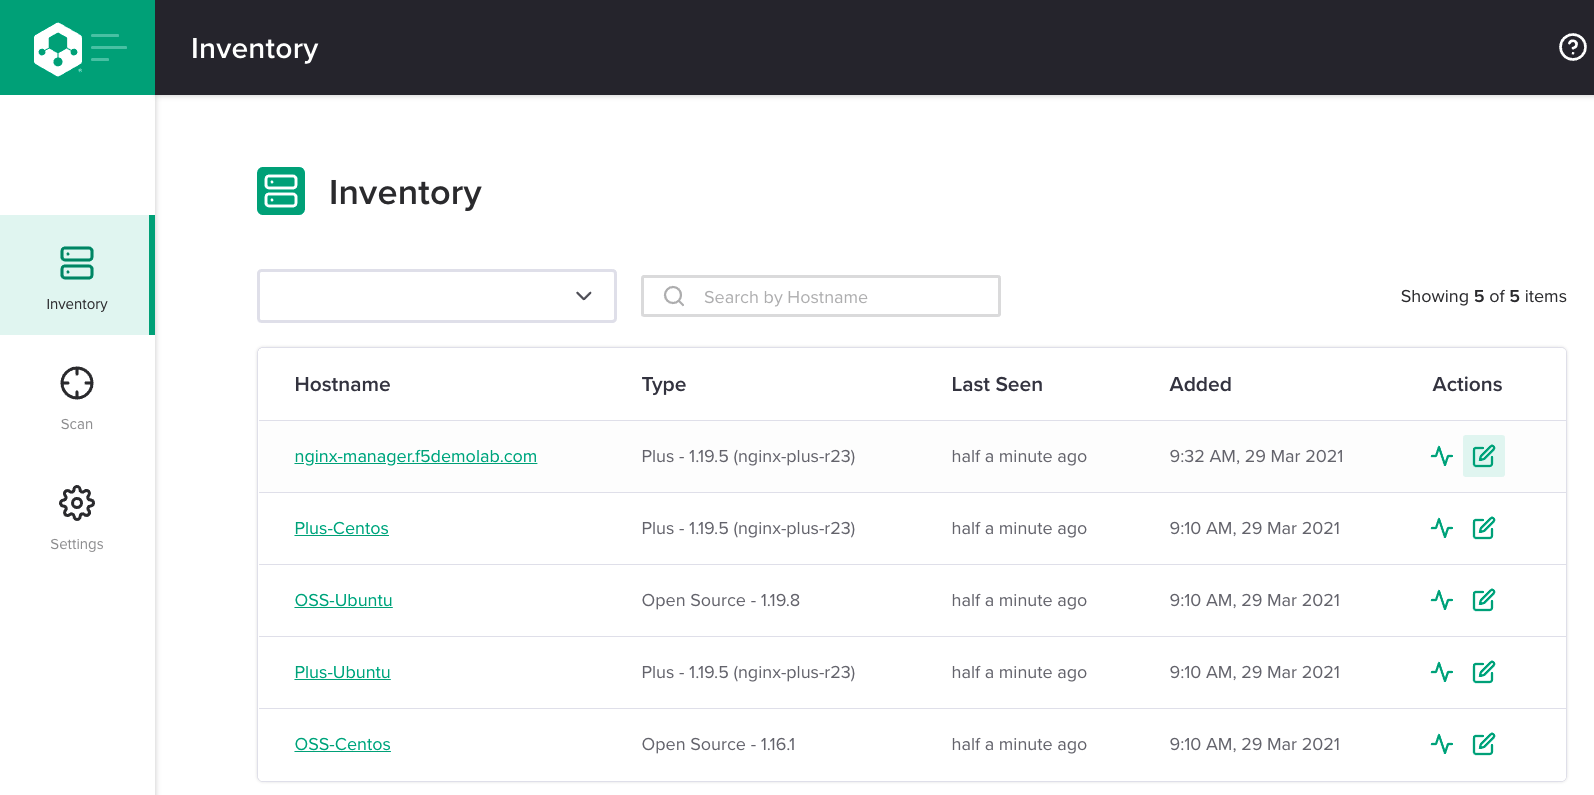 Inventory
Inventory
Inventory
Scan
Settings
Search by Hostname
Showing 5 of 5 items
Hostname Type Last Seen Added Actions
nginx-manager.f5demolab.com Plus - 1.19.5 (nginx-plus-r23) half a minute ago 9:32 AM, 29 Mar 2021
Plus-Centos Plus - 1.19.5 (nginx-plus-r23) half a minute ago 9:10 AM, 29 Mar 2021
OSS-Ubuntu Open Source - 1.19.8 half a minute ago 9:10 AM, 29 Mar 2021
Plus-Ubuntu Plus - 1.19.5 (nginx-plus-r23) half a minute ago 9:10 AM, 29 Mar 2021
OSS-Centos Open Source - 1.16.1 half a minute ago 9:10 AM, 29 Mar 2021